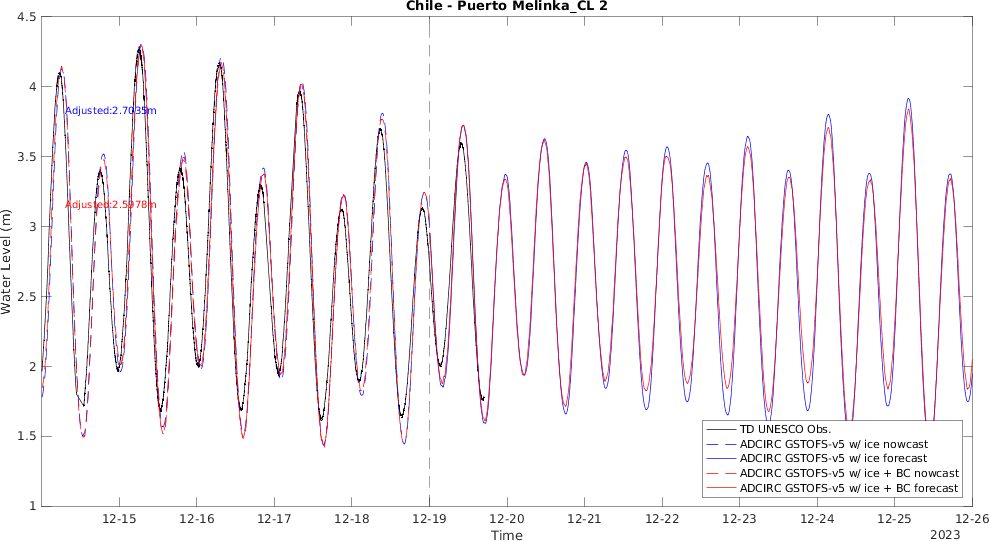 Chile - Puerto Melinka_CL 2
4.5
4
3.5
3
2.5
2
1.5
1
Water Level (m)
Adjusted:2.7035m
Adjusted:2.5978m
TD UNESCO Obs.
ADCIRC GSTOFS-v5 w/ ice nowcast
ADCIRC GSTOFS-v5 w/ ice forecast
ADCIRC GSTOFS-v5 w/ ice + BC nowcast
ADCIRC GSTOFS-v5 w/ ice + BC forecast
12-15 12-16 12-17 12-18 12-19 12-20 12-21 12-22 12-23 12-24 12-25 12-26
Time
2023